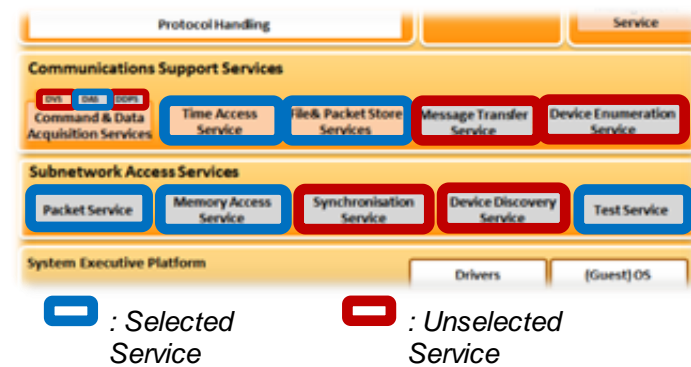 Protocol Handling
Service
Communications Support Services
DVS DAS DDPS
Command & Data
Acquisition Services
Time Access
Service
File& Packet Store
Services
Message Transfer
Service
Device Enumeration
Service
Subnetwork Access Services
Packet Service
Memory Access
Service
Synchronisation
Service
Device Discovery
Service
Test Service
System Executive Platform
Drivers
(Guest) OS
: Selected
Service
: Unselected
Service